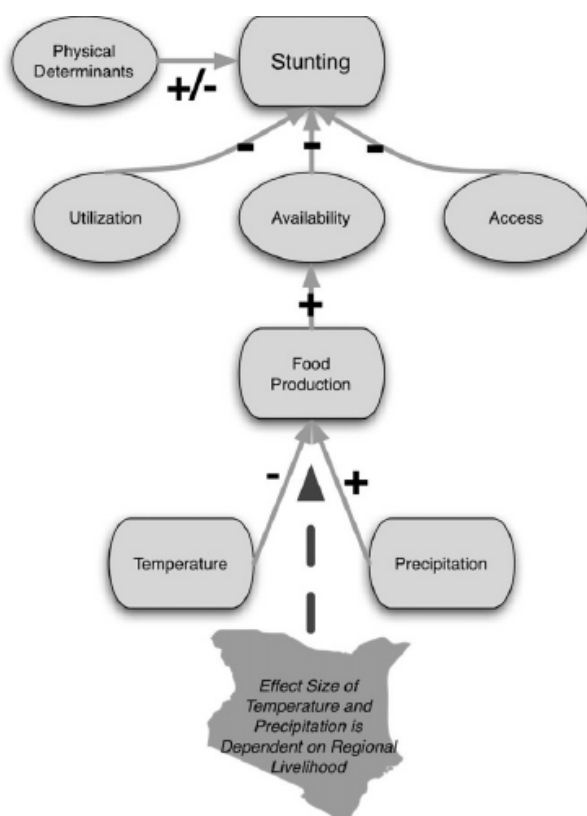 Physical
Determinants
+/-
Stunting
- - -
Utilization
Availability
Access
+
Food
Production
- +
Temperature
Precipitation
Effect Size of
Temperature and
Precipitation is
Dependent on Regional
Livelihood